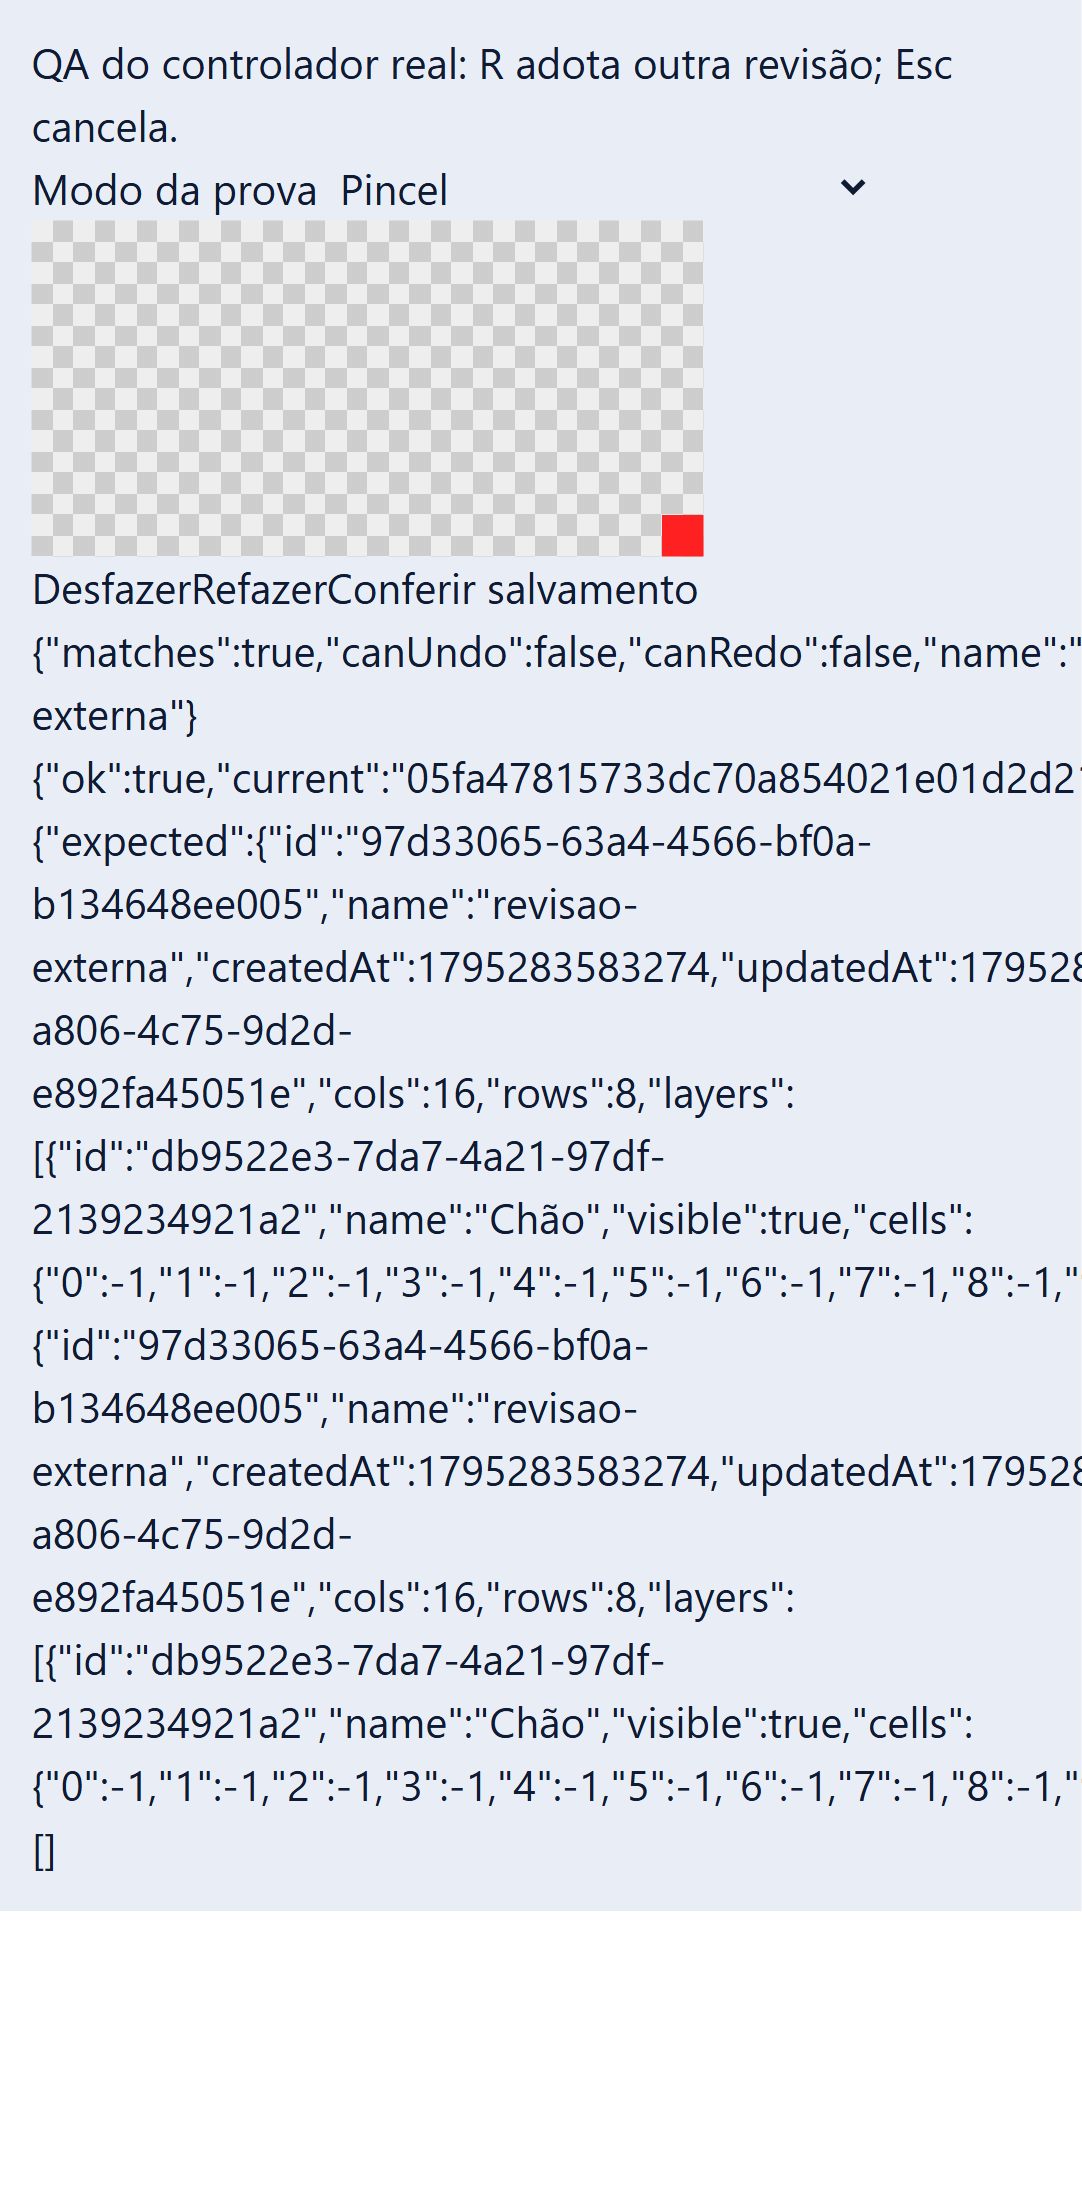 QA do controlador real: R adota outra revisão; Esc
cancela.
Modo da prova Pincel
DesfazerRefazerConferir salvamento
{"matches":true,"canUndo":false,"canRedo":false,"name":"
externa"}
{"ok":true,"current":"05fa47815733dc70a854021e01d2d21
{"expected":{"id":"97d33065-63a4-4566-bf0a-
b134648ee005","name":"revisao-
externa","createdAt":1795283583274,"updatedAt":179528
a806-4c75-9d2d-
e892fa45051e","cols":16,"rows":8,"layers":
[{"id":"db9522e3-7da7-4a21-97df-
2139234921a2","name":"Chão","visible":true,"cells":
{"0":-1,"1":-1,"2":-1,"3":-1,"4":-1,"5":-1,"6":-1,"7":-1,"8":-1,"
{"id":"97d33065-63a4-4566-bf0a-
b134648ee005","name":"revisao-
externa","createdAt":1795283583274,"updatedAt":179528
a806-4c75-9d2d-
e892fa45051e","cols":16,"rows":8,"layers":
[{"id":"db9522e3-7da7-4a21-97df-
2139234921a2","name":"Chão","visible":true,"cells":
{"0":-1,"1":-1,"2":-1,"3":-1,"4":-1,"5":-1,"6":-1,"7":-1,"8":-1,"
[]